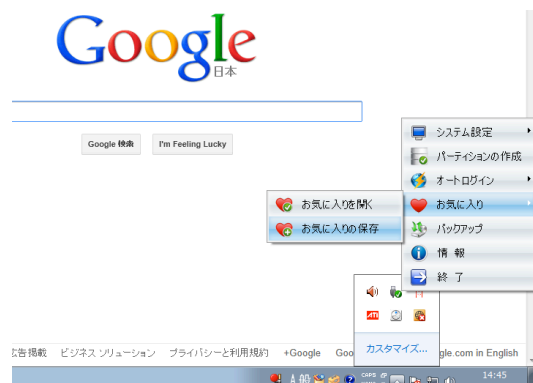 Google
日本
Google 検索
I'm Feeling Lucky
システム設定
パーティションの作成
オートログイン
お気に入り
お気に入りを開く
お気に入りの保存
バックアップ
情 報
終 了
ATI
カスタマイズ...
広告掲載 ビジネス ソリューション プライバシーと利用規約 +Google Goo gle.com in English
A
CAPS
14:45